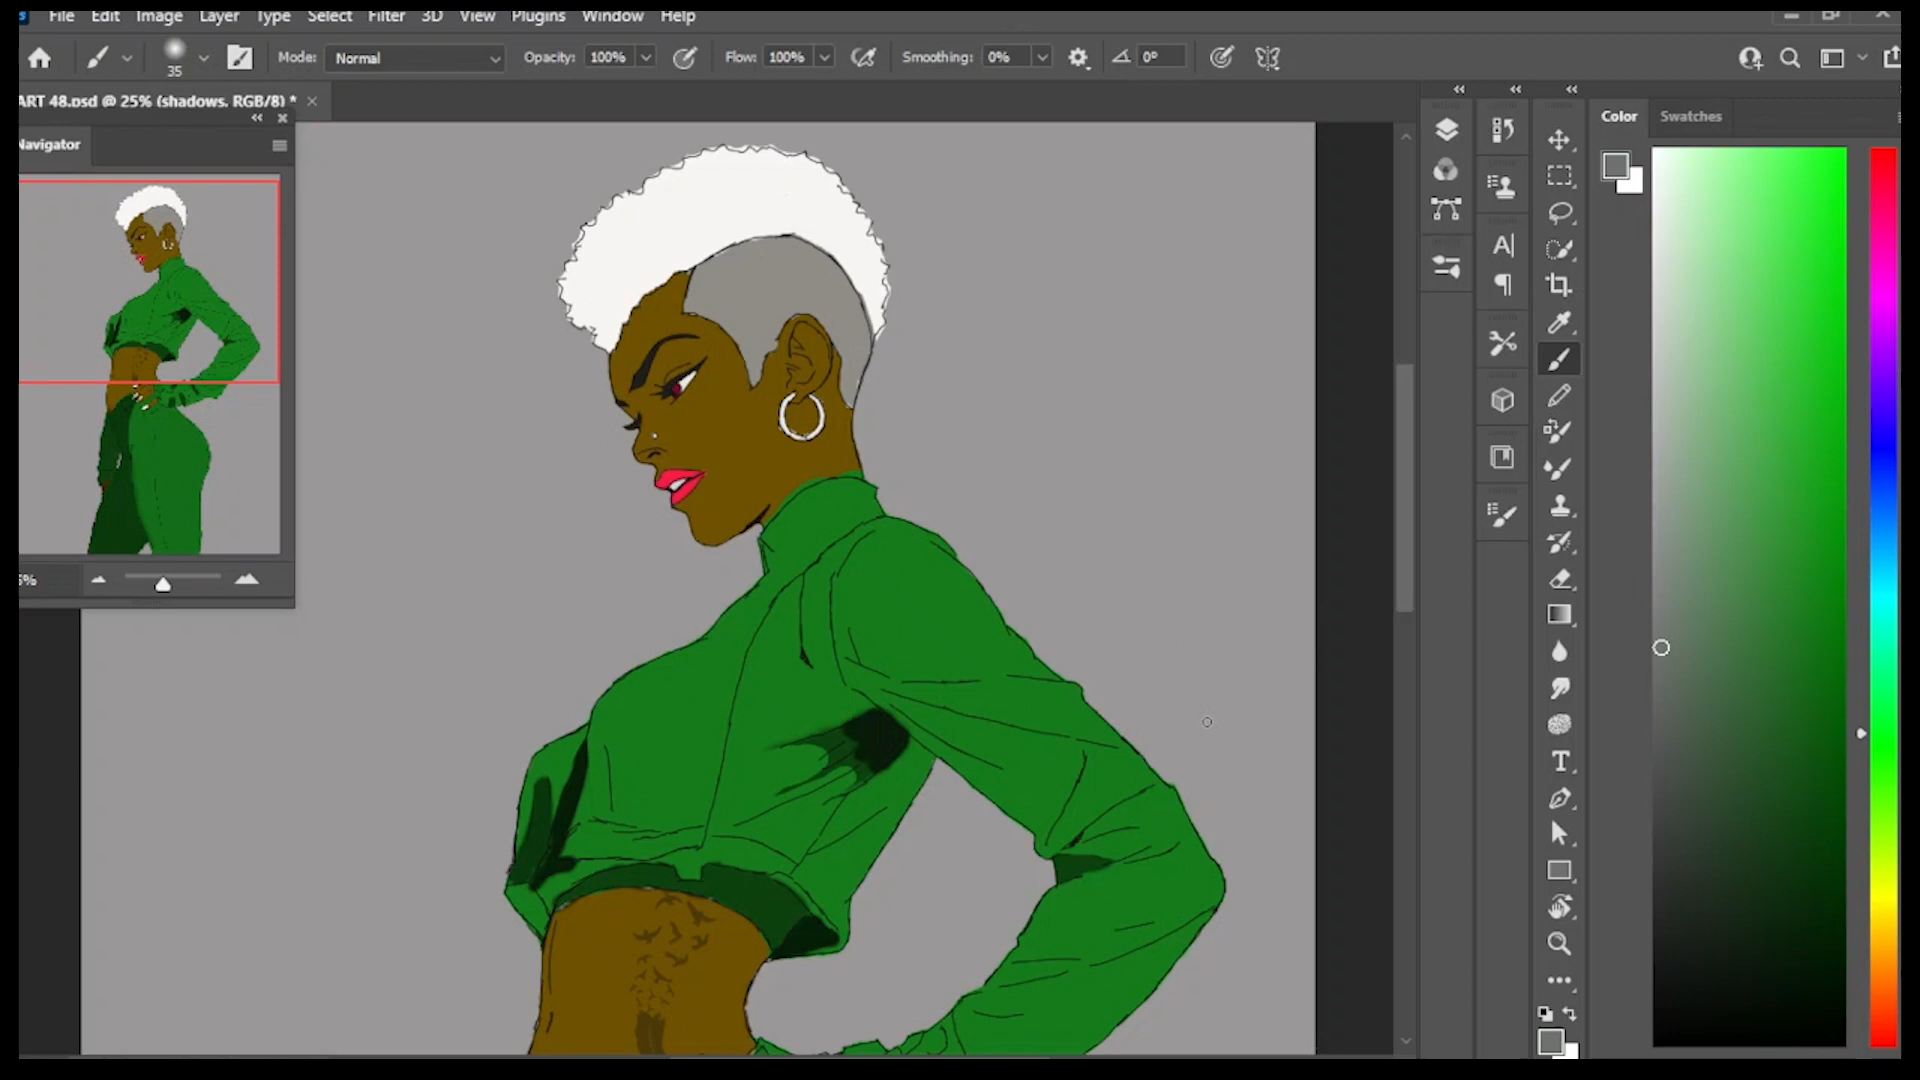 File Edit Image Layer Type Select Filter 3D View Plugins Window Help
35 Mode: Normal Opacity: 100% Flow: 100% Smoothing: 0% 0°
ART 48.psd @ 25% (shadows, RGB/8) *
Navigator
5%
Color Swatches